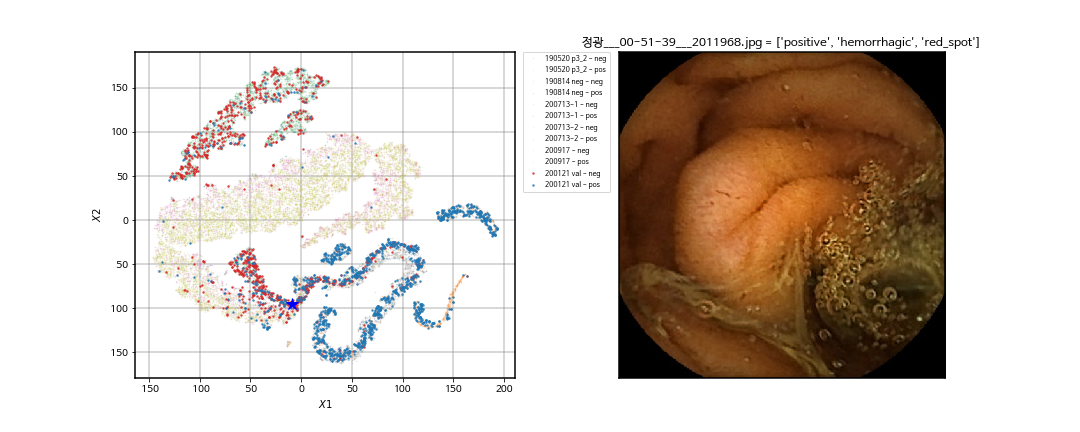 정광___00-51-39___2011968.jpg = ['positive', 'hemorrhagic', 'red_spot']
190520 p3_2 – neg
190520 p3_2 – pos
190814 neg – neg
190814 neg – pos
200713-1 – neg
200713-1 – pos
200713-2 – neg
200713-2 – pos
200917 – neg
200917 – pos
200121 val – neg
200121 val – pos
X2
150
100
50
0
50
100
150
150
100
50
0
50
100
150
200
X1